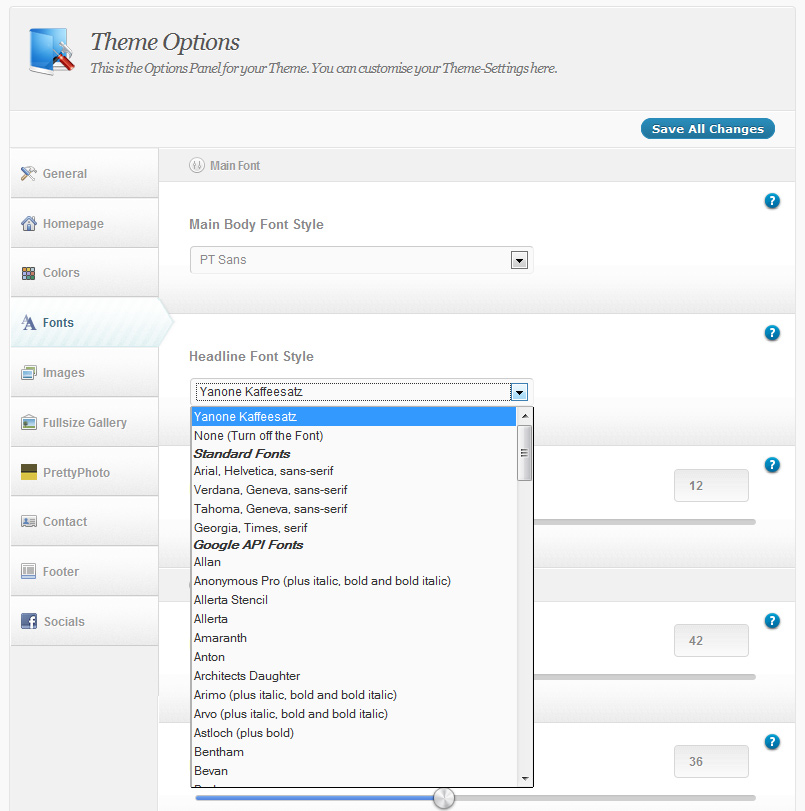 Theme Options
This is the Options Panel for your Theme. You can customise your Theme-Settings here.
Save All Changes
General
Homepage
Colors
Fonts
Images
Fullsize Gallery
PrettyPhoto
Contact
Footer
Socials
Main Font
?
Main Body Font Style
PT Sans
?
Headline Font Style
Yanone Kaffeesatz
Yanone Kaffeesatz
None (Turn off the Font)
Standard Fonts
Arial, Helvetica, sans-serif
Verdana, Geneva, sans-serif
Tahoma, Geneva, sans-serif
Georgia, Times, serif
Google API Fonts
Allan
Anonymous Pro (plus italic, bold and bold italic)
Allerta Stencil
Allerta
Amaranth
Anton
Architects Daughter
Arimo (plus italic, bold and bold italic)
Arvo (plus italic, bold and bold italic)
Astloch (plus bold)
Bentham
Bevan
?
12
?
42
?
36